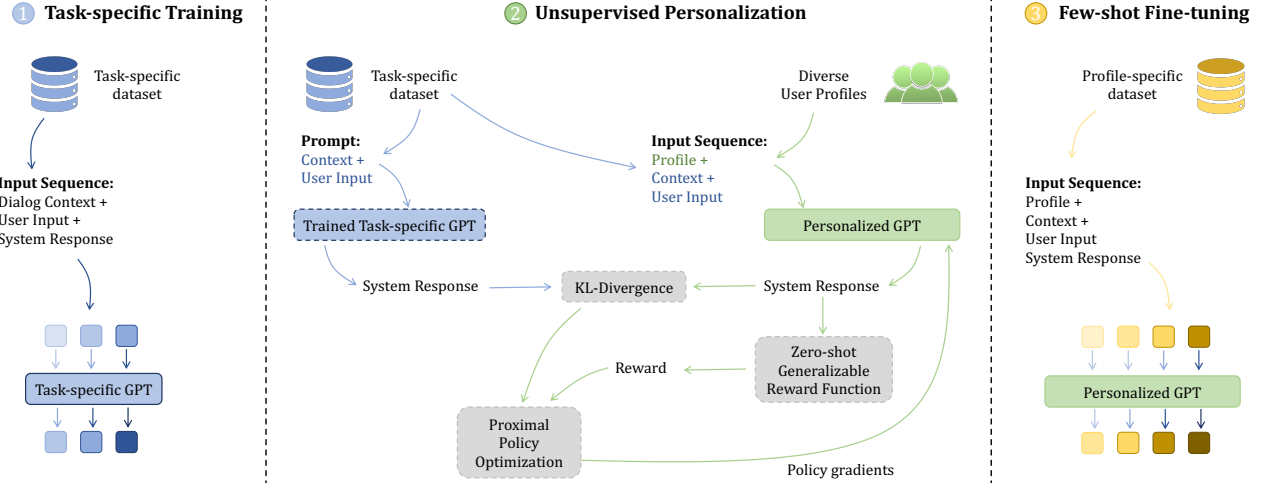 1 Task-specific Training
Task-specific
dataset
Input Sequence:
Dialog Context +
User Input +
System Response
Task-specific GPT
2 Unsupervised Personalization
Task-specific
dataset
Diverse
User Profiles
Prompt:
Context +
User Input
Input Sequence:
Profile +
Context +
User Input
Trained Task-specific GPT
Personalized GPT
System Response
KL-Divergence
System Response
Zero-shot
Generalizable
Reward Function
Reward
Proximal
Policy
Optimization
Policy gradients
3 Few-shot Fine-tuning
Profile-specific
dataset
Input Sequence:
Profile +
Context +
User Input
System Response
Personalized GPT